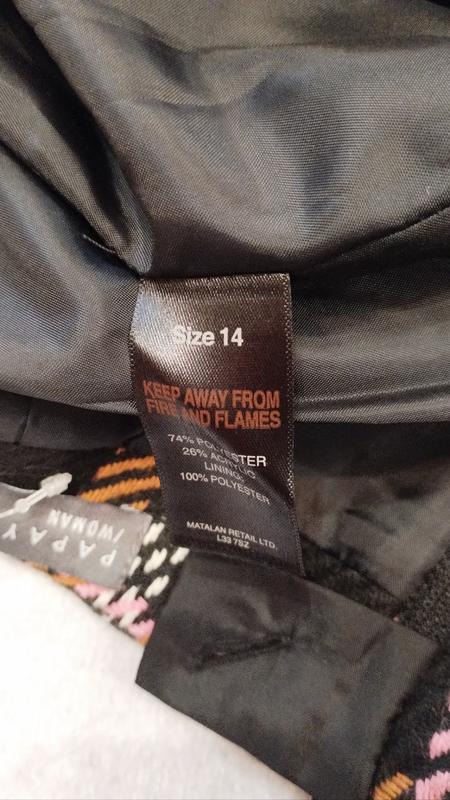 Size 14
KEEP AWAY FROM
FIRE AND FLAMES
74% POLYESTER
26% ACRYLIC
LINING:
100% POLYESTER
MATALAN RETAIL LTD.
L33 7SZ
PAPAY
/WOMAN